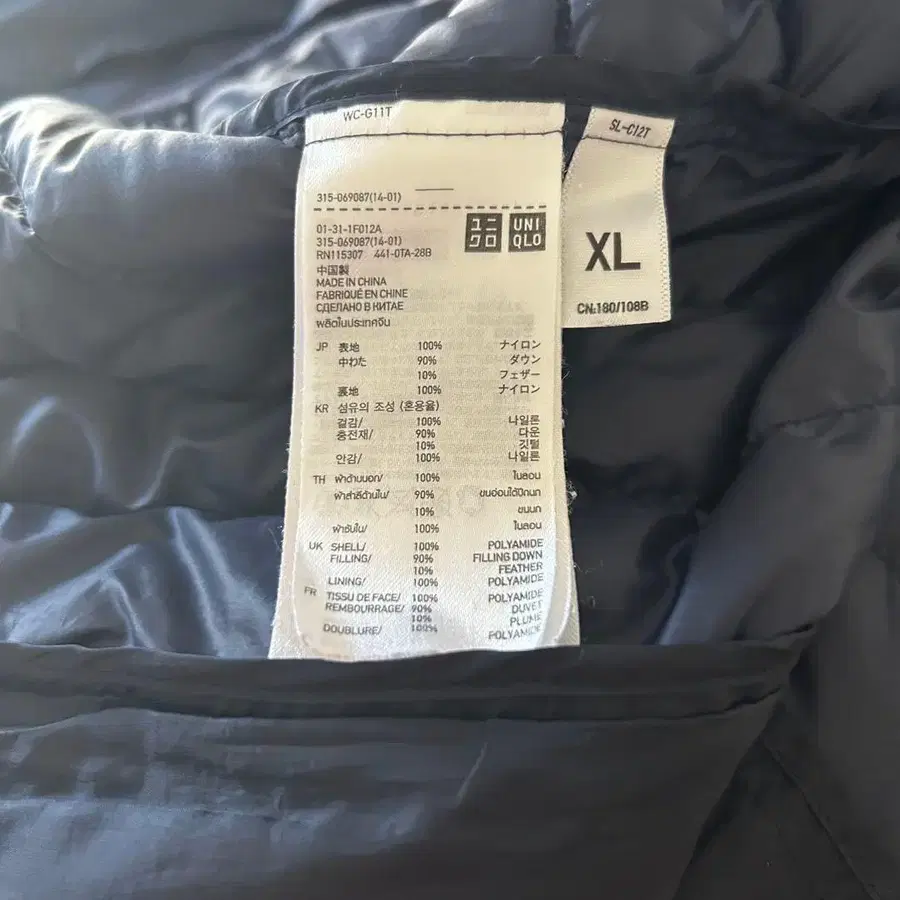 WC-G11T
SL-C12T
315-069087(14-01)
01-31-1F012A
315-069087(14-01)
RN115307 441-0TA-28B
ユニ
クロ
UNI
QLO
XL
CN:180/108B
中国製
MADE IN CHINA
FABRIQUÉ EN CHINE
СДЕЛАНО В КИТАЕ
ผลิตในประเทศจีน
JP 表地 100% ナイロン
中わた 90% ダウン
10% フェザー
裏地 100% ナイロン
KR 섬유의 조성 (혼용율)
겉감/ 100% 나일론
충전재/ 90% 다운
10% 깃털
안감/ 100% 나일론
TH ผ้าด้านนอก/ 100% ไนลอน
ผ้าสำลีด้านใน/ 90% ขนอ่อนใต้ปีกนก
10% ขนนก
ผ้าซับใน/ 100% ไนลอน
UK SHELL/ 100% POLYAMIDE
FILLING/ 90% FILLING DOWN
10% FEATHER
LINING/ 100% POLYAMIDE
FR TISSU DE FACE/ 100% POLYAMIDE
REMBOURRAGE/ 90% DUVET
10% PLUME
DOUBLURE/ 100% POLYAMIDE